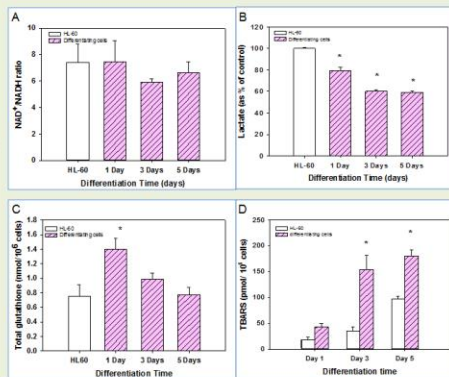 A
HL-60
Differentiating cells
NAD+/NADH ratio
10
8
6
4
2
0
HL-60
1 Day
3 Days
5 Days
Differentiation Time (days)
B
HL-60
Differentiating cells
Lactate (as % of control)
120
100
80
60
40
20
0
*
*
*
HL-60
1 Day
3 Days
5 Days
Differentiation Time (days)
C
HL-60
Differentiating cells
Total glutathione (nmol/10⁶ cells)
1.8
1.6
1.4
1.2
1.0
0.8
0.6
0.4
0.2
0.0
*
HL60
1 Day
3 Days
5 Days
Differentiation Time
D
HL-60
differentiating cells
TBARS (pmol/ 10⁶ cells)
250
200
150
100
50
0
*
*
Day 1
Day 3
Day 5
Differentiation time